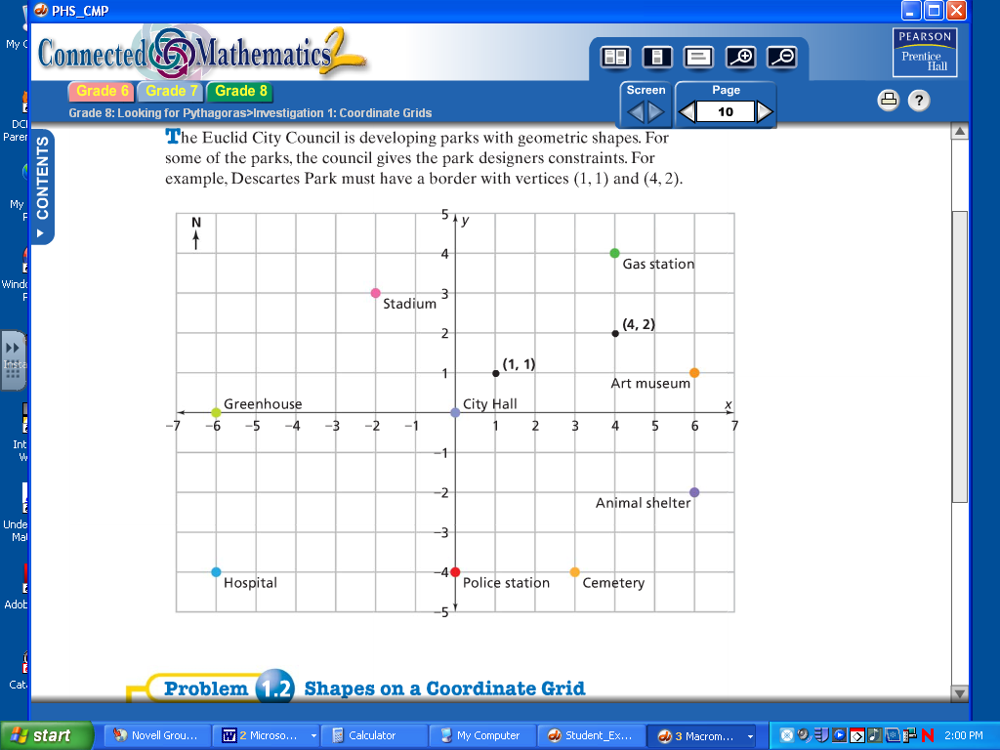 PHS_CMP
Connected Mathematics 2
PEARSON
Prentice
Hall
Grade 6 Grade 7 Grade 8
Screen Page
10
?
Grade 8: Looking for Pythagoras>Investigation 1: Coordinate Grids
CONTENTS
The Euclid City Council is developing parks with geometric shapes. For
some of the parks, the council gives the park designers constraints. For
example, Descartes Park must have a border with vertices (1, 1) and (4, 2).
N
5 y
4
Gas station
3
Stadium
2
(4, 2)
1
(1, 1)
Art museum
Greenhouse
City Hall
x
−7 −6 −5 −4 −3 −2 −1 1 2 3 4 5 6 7
−1
−2
Animal shelter
−3
−4
Hospital
Police station
Cemetery
−5
Problem 1.2 Shapes on a Coordinate Grid
start
Novell Grou...
2 Microso...
Calculator
My Computer
Student_Ex...
3 Macrom...
N
2:00 PM